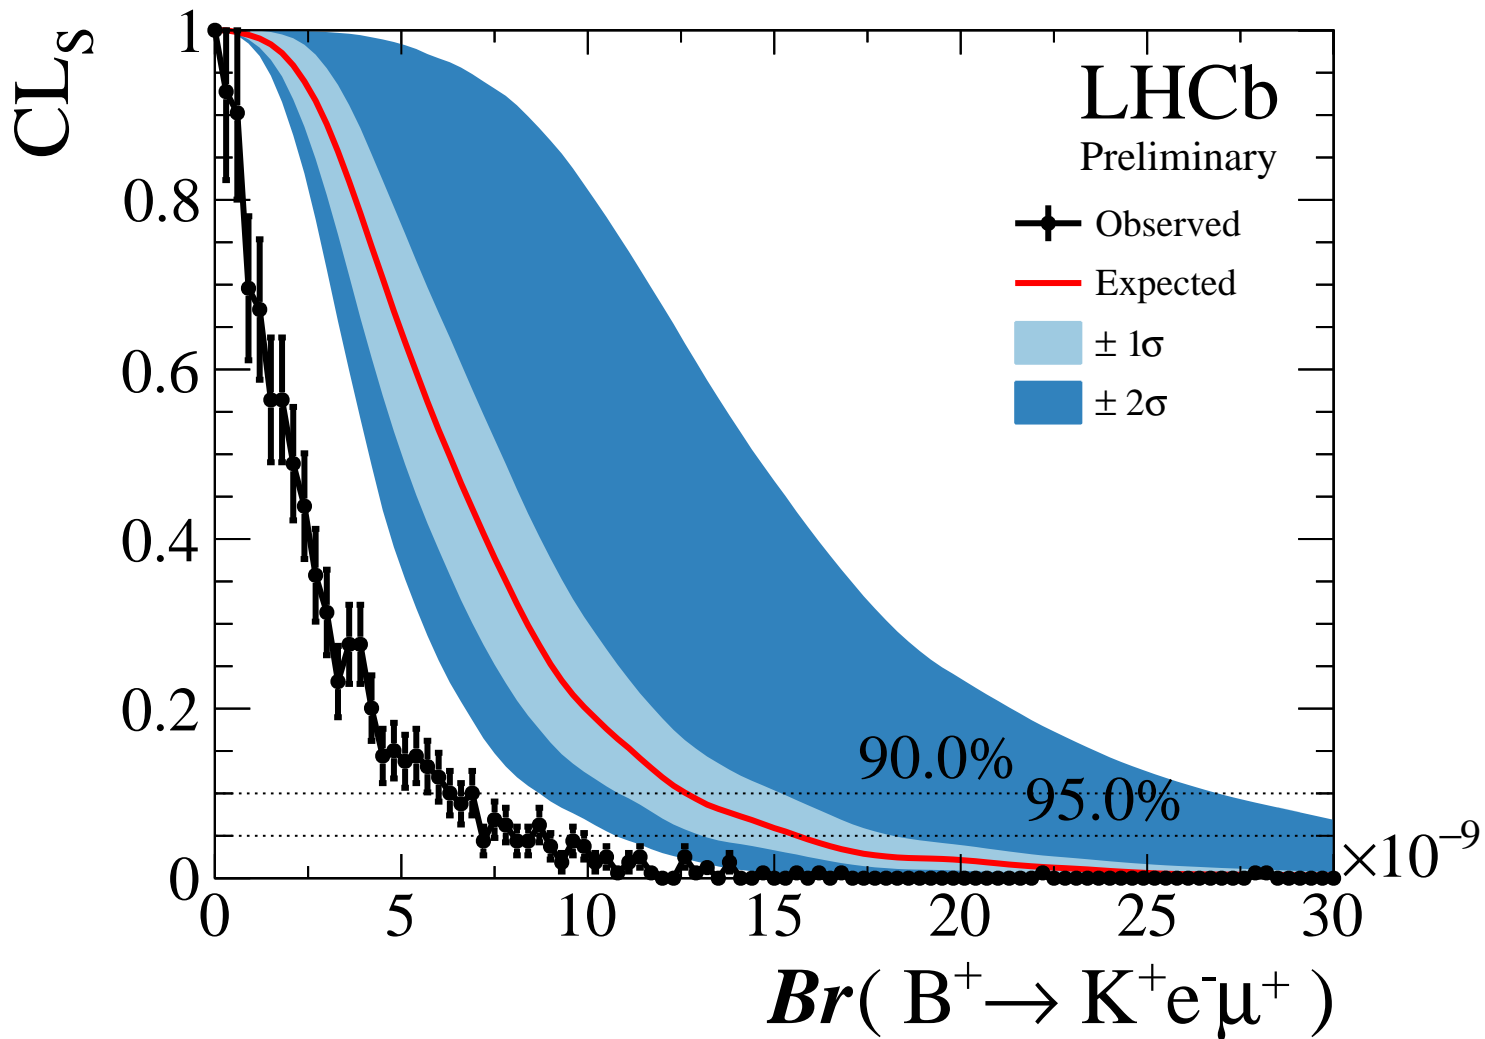 CLS
1
0.8
0.6
0.4
0.2
0
LHCb
Preliminary
Observed
Expected
± 1σ
± 2σ
90.0%
95.0%
×10⁻⁹
0 5 10 15 20 25 30
Br( B⁺→ K⁺e⁻μ⁺ )